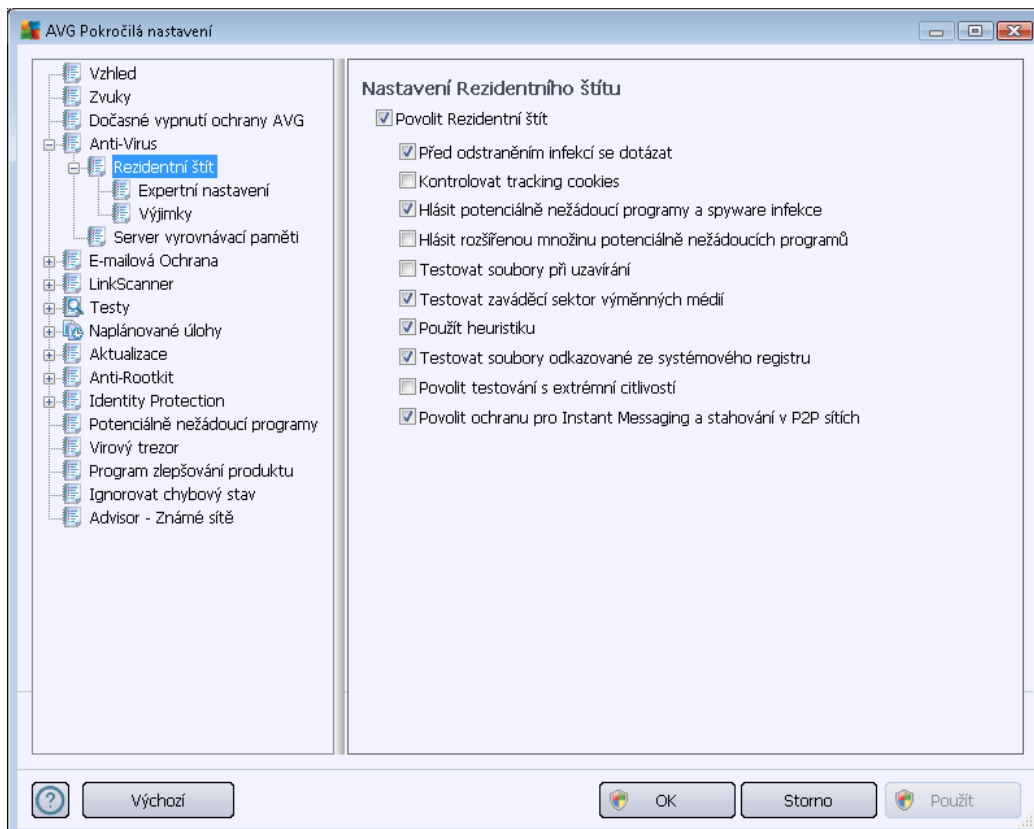 AVG Pokročilá nastavení
Vzhled
Zvuky
Dočasné vypnutí ochrany AVG
Anti-Virus
Rezidentní štít
Expertní nastavení
Výjimky
Server vyrovnávací paměti
E-mailová Ochrana
LinkScanner
Testy
Naplánované úlohy
Aktualizace
Anti-Rootkit
Identity Protection
Potenciálně nežádoucí programy
Virový trezor
Program zlepšování produktu
Ignorovat chybový stav
Advisor - Známé sítě
Nastavení Rezidentního štítu
Povolit Rezidentní štít
Před odstraněním infekcí se dotázat
Kontrolovat tracking cookies
Hlásit potenciálně nežádoucí programy a spyware infekce
Hlásit rozšířenou množinu potenciálně nežádoucích programů
Testovat soubory při uzavírání
Testovat zaváděcí sektor výměnných médií
Použít heuristiku
Testovat soubory odkazované ze systémového registru
Povolit testování s extrémní citlivostí
Povolit ochranu pro Instant Messaging a stahování v P2P sítích
Výchozí
OK
Storno
Použít